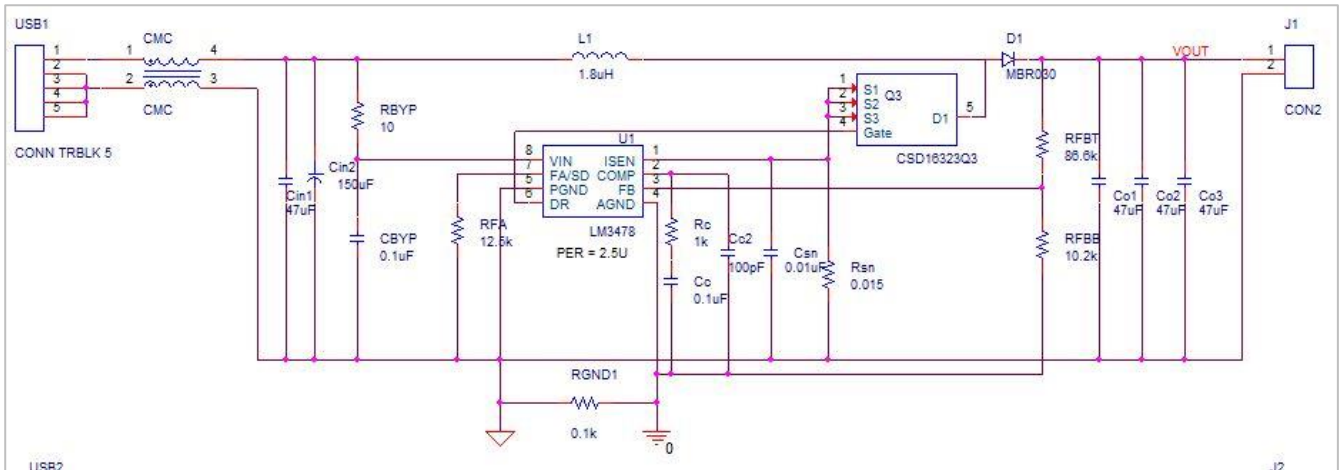 USB1
1
2
3
4
5
CONN TRBLK 5
CMC
1 4
2 3
CMC
RBYP
10
Cin2
150uF
Cin1
47uF
CBYP
0.1uF
L1
1.8uH
U1
8 VIN ISEN 1
7 FA/SD COMP 2
5 PGND FB 3
6 DR AGND 4
LM3478
PER = 2.5U
RFA
12.5k
Rc
1k
Cc2
100pF
Cc
0.1uF
Csn
0.01uF
Rsn
0.015
1 S1
2 S2
3 S3
4 Gate
Q3
D1 5
CSD16323Q3
D1
MBR030
VOUT
RFBT
86.6k
RFBB
10.2k
Co1
47uF
Co2
47uF
Co3
47uF
J1
1
2
CON2
RGND1
0.1k
0
USB2
J2